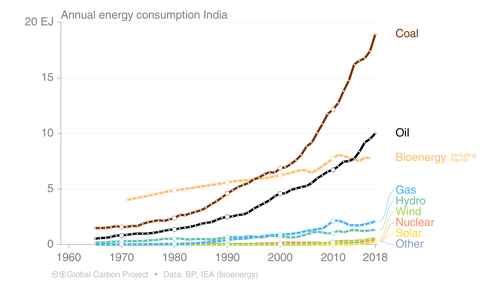 Annual energy consumption India
20 EJ
15
10
5
0
1960
1970
1980
1990
2000
2010
2018
Coal
Oil
Bioenergy excluding liquids
Gas
Hydro
Wind
Nuclear
Solar
Other
Global Carbon Project • Data: BP, IEA (bioenergy)